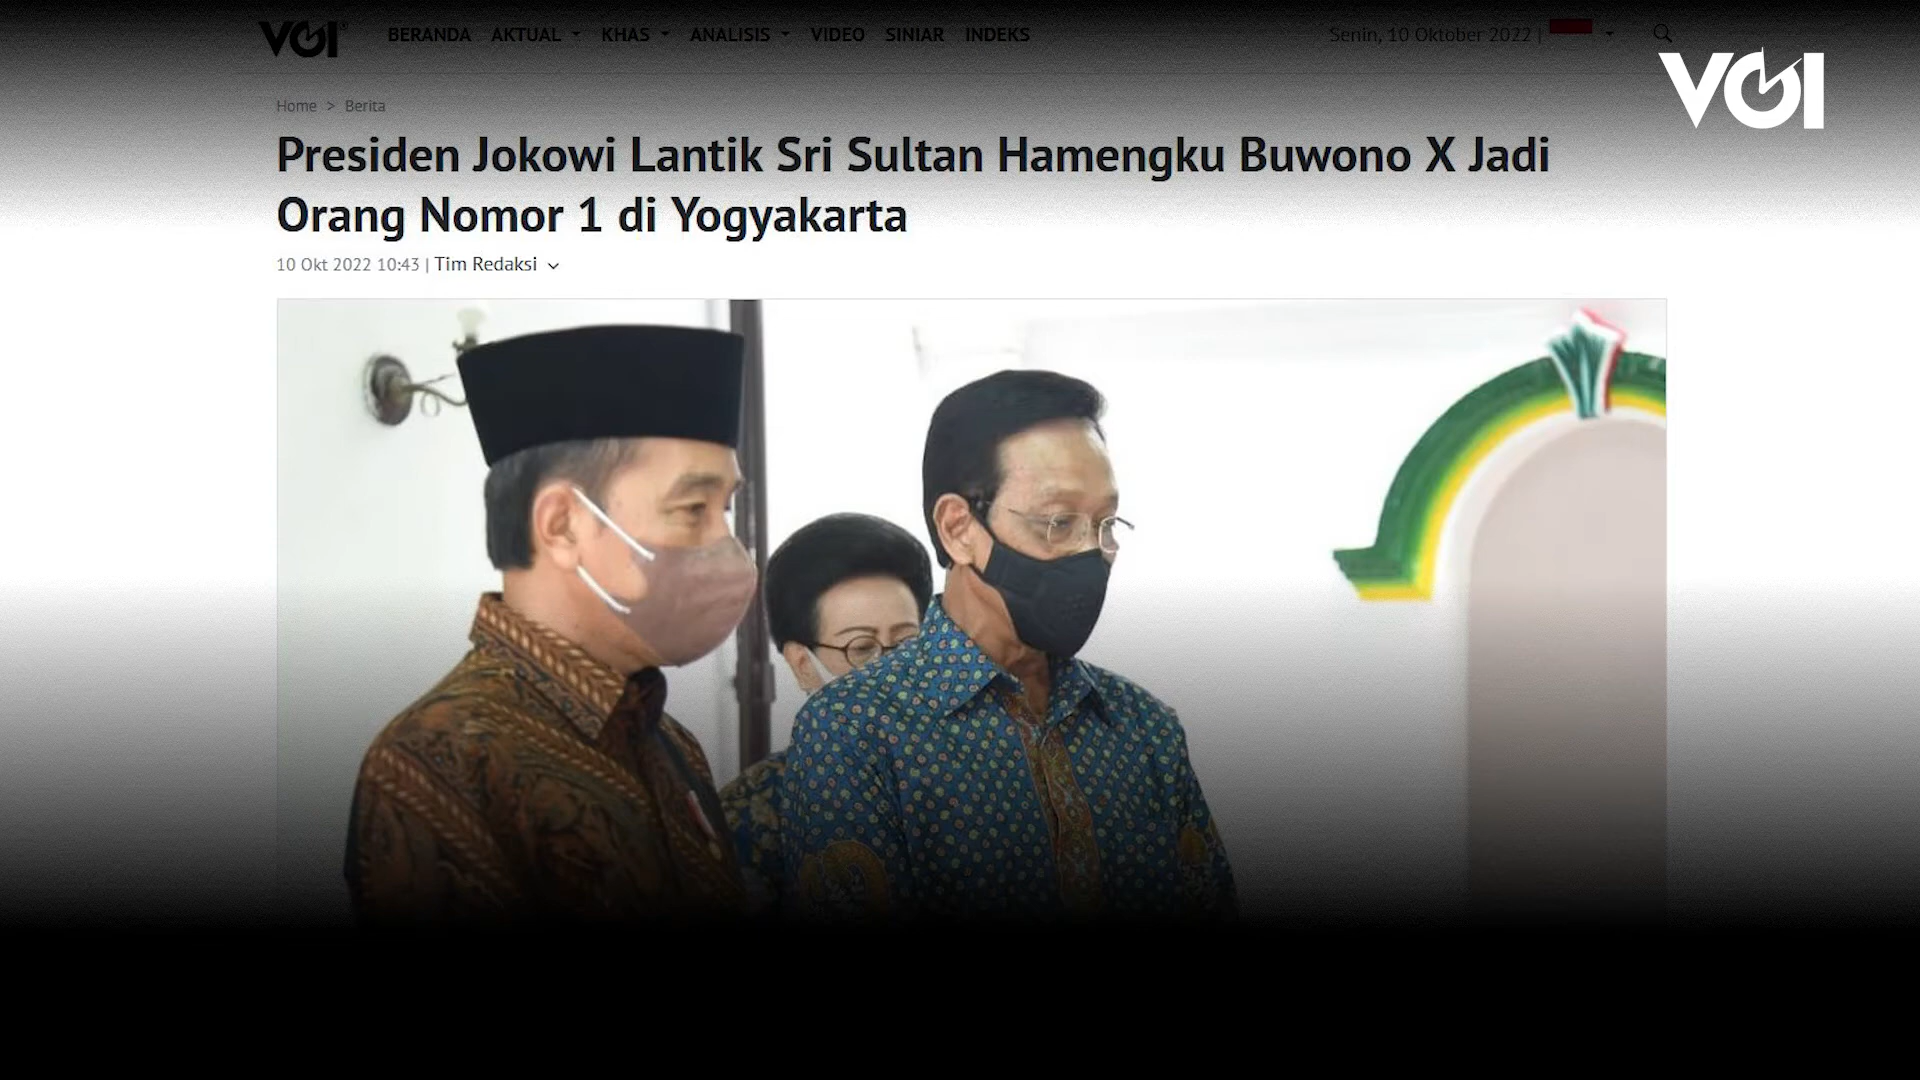 VOI BERANDA AKTUAL KHAS ANALISIS VIDEO SINIAR INDEKS Senin, 10 Oktober 2022 |
VOI
Home > Berita
Presiden Jokowi Lantik Sri Sultan Hamengku Buwono X Jadi
Orang Nomor 1 di Yogyakarta
10 Okt 2022 10:43 | Tim Redaksi